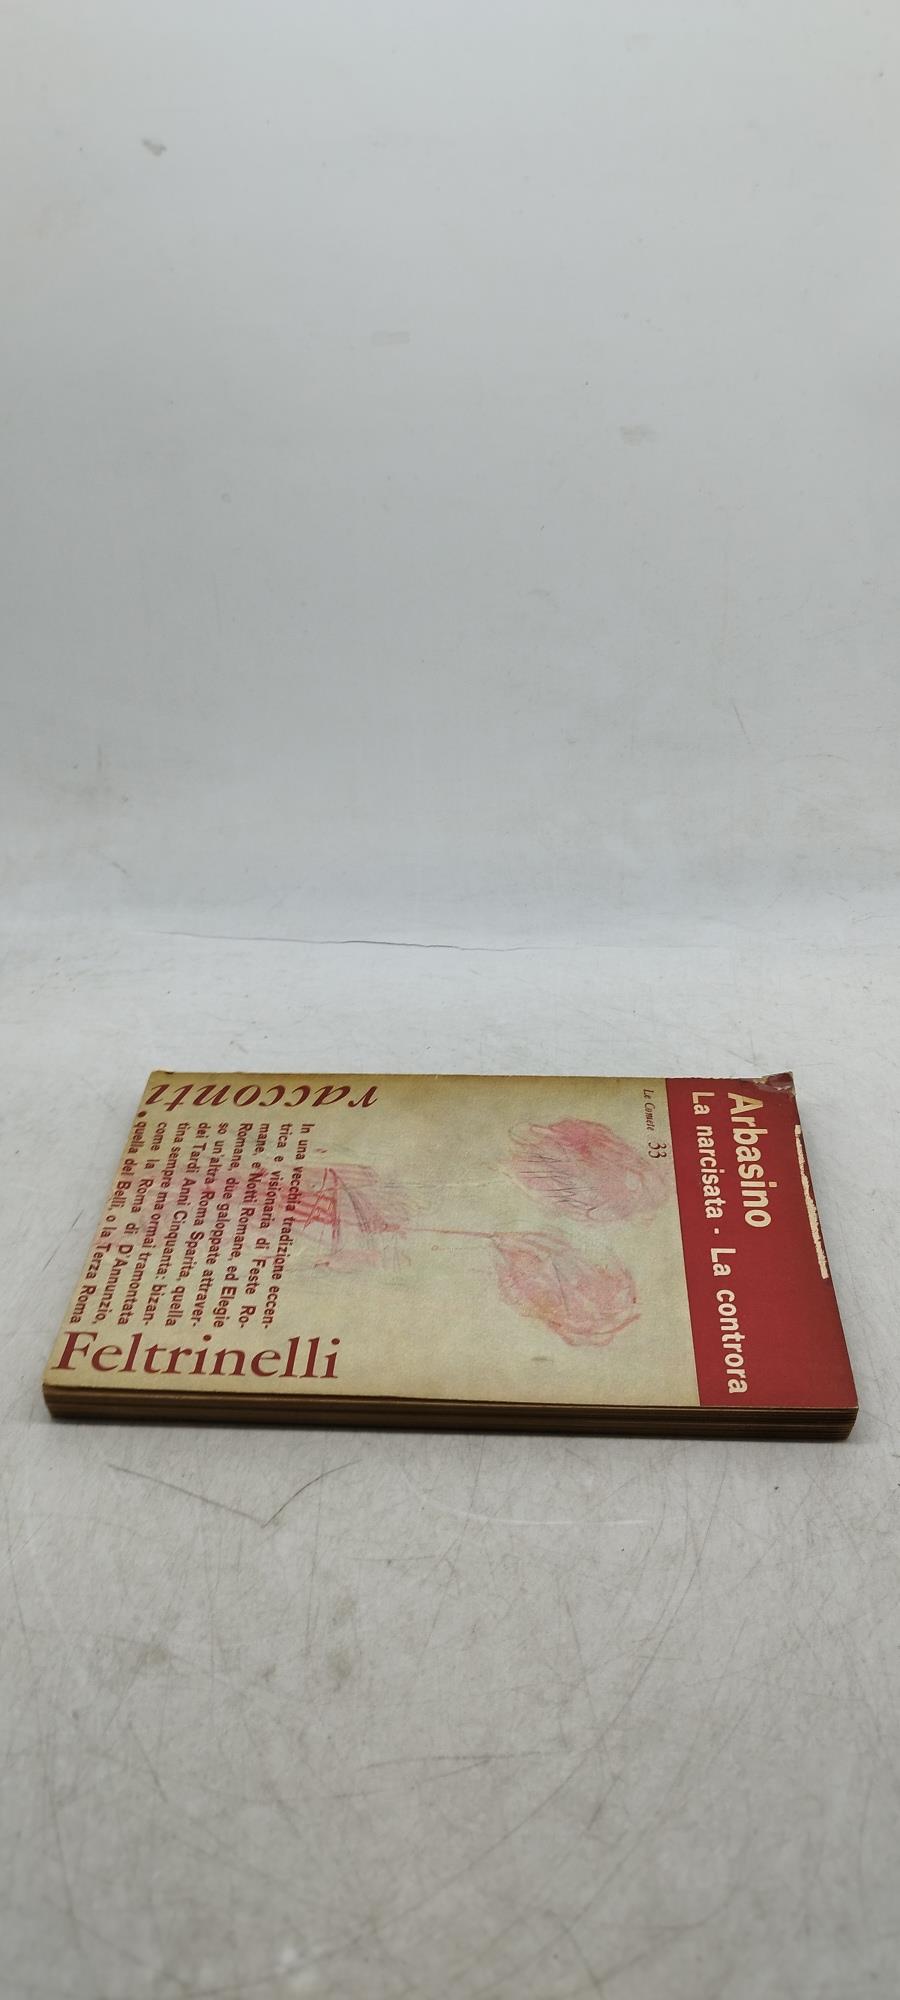 Arbasino
La narcisata - La controra
Le Comete 33
In una vecchia tradizione eccen-
trica e visionaria di Feste Ro-
mane, e Notti Romane, ed Elegie
Romane, due galoppate attraver-
so un'altra Roma Sparita, quella
dei Tardi Anni Cinquanta: bizan-
tina sempre ma ormai tramontata
come la Roma di D'Annunzio,
quella del Belli, o la Terza Roma
racconti
Feltrinelli